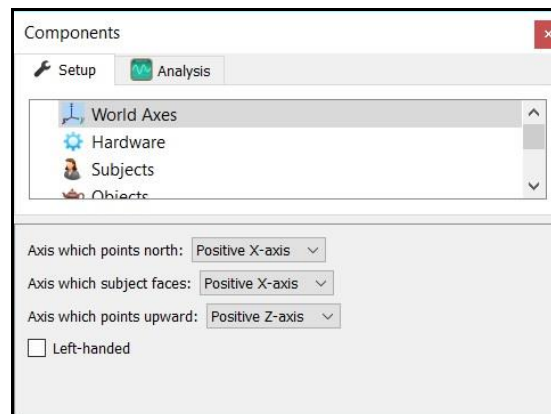 Components
Setup
Analysis
World Axes
Hardware
Subjects
Objects
Axis which points north: Positive X-axis
Axis which subject faces: Positive X-axis
Axis which points upward: Positive Z-axis
Left-handed